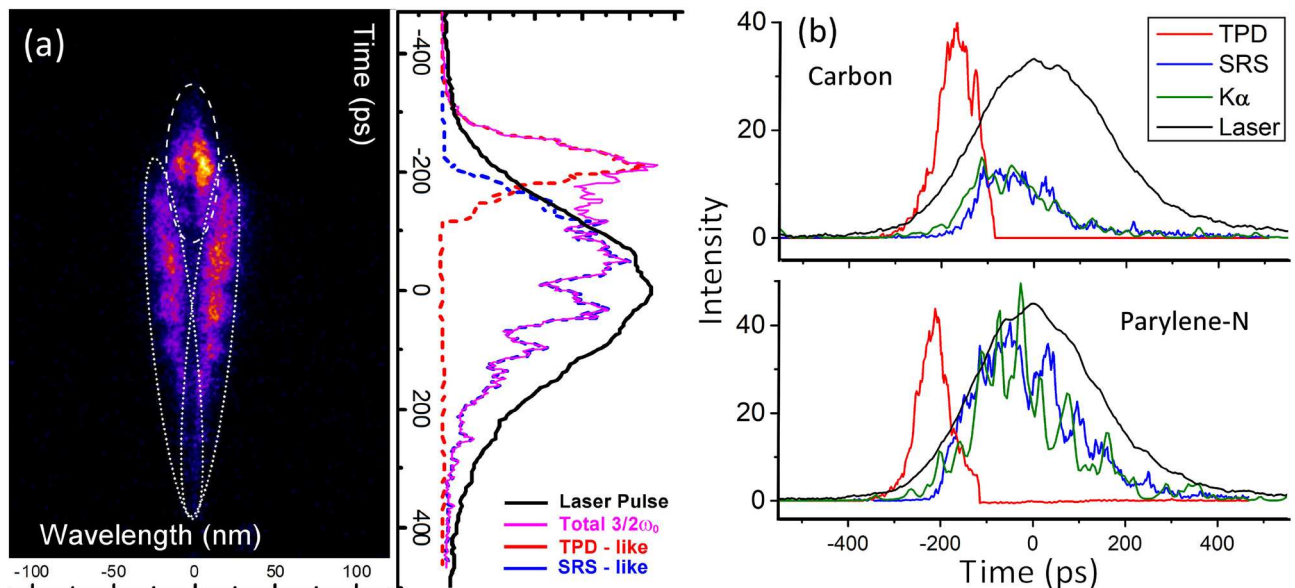 (a)
Time (ps)
-400
-200
0
200
400
Wavelength (nm)
-100 -50 0 50 100
Laser Pulse
Total 3/2ω₀
TPD - like
SRS - like
(b)
Carbon
TPD
SRS
Kα
Laser
40
20
0
Intensity
Parylene-N
40
20
0
-400 -200 0 200 400
Time (ps)